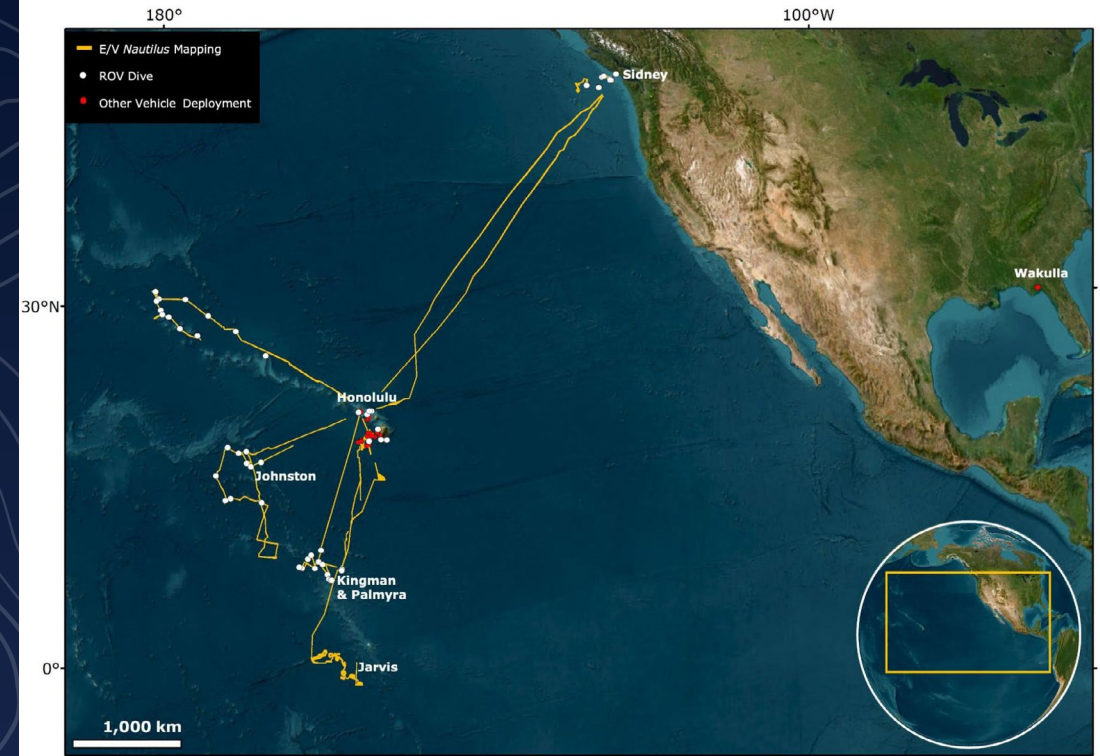 180°
100°W
E/V Nautilus Mapping
ROV Dive
Other Vehicle Deployment
Sidney
Wakulla
30°N
Honolulu
Johnston
Kingman
& Palmyra
Jarvis
0°
1,000 km